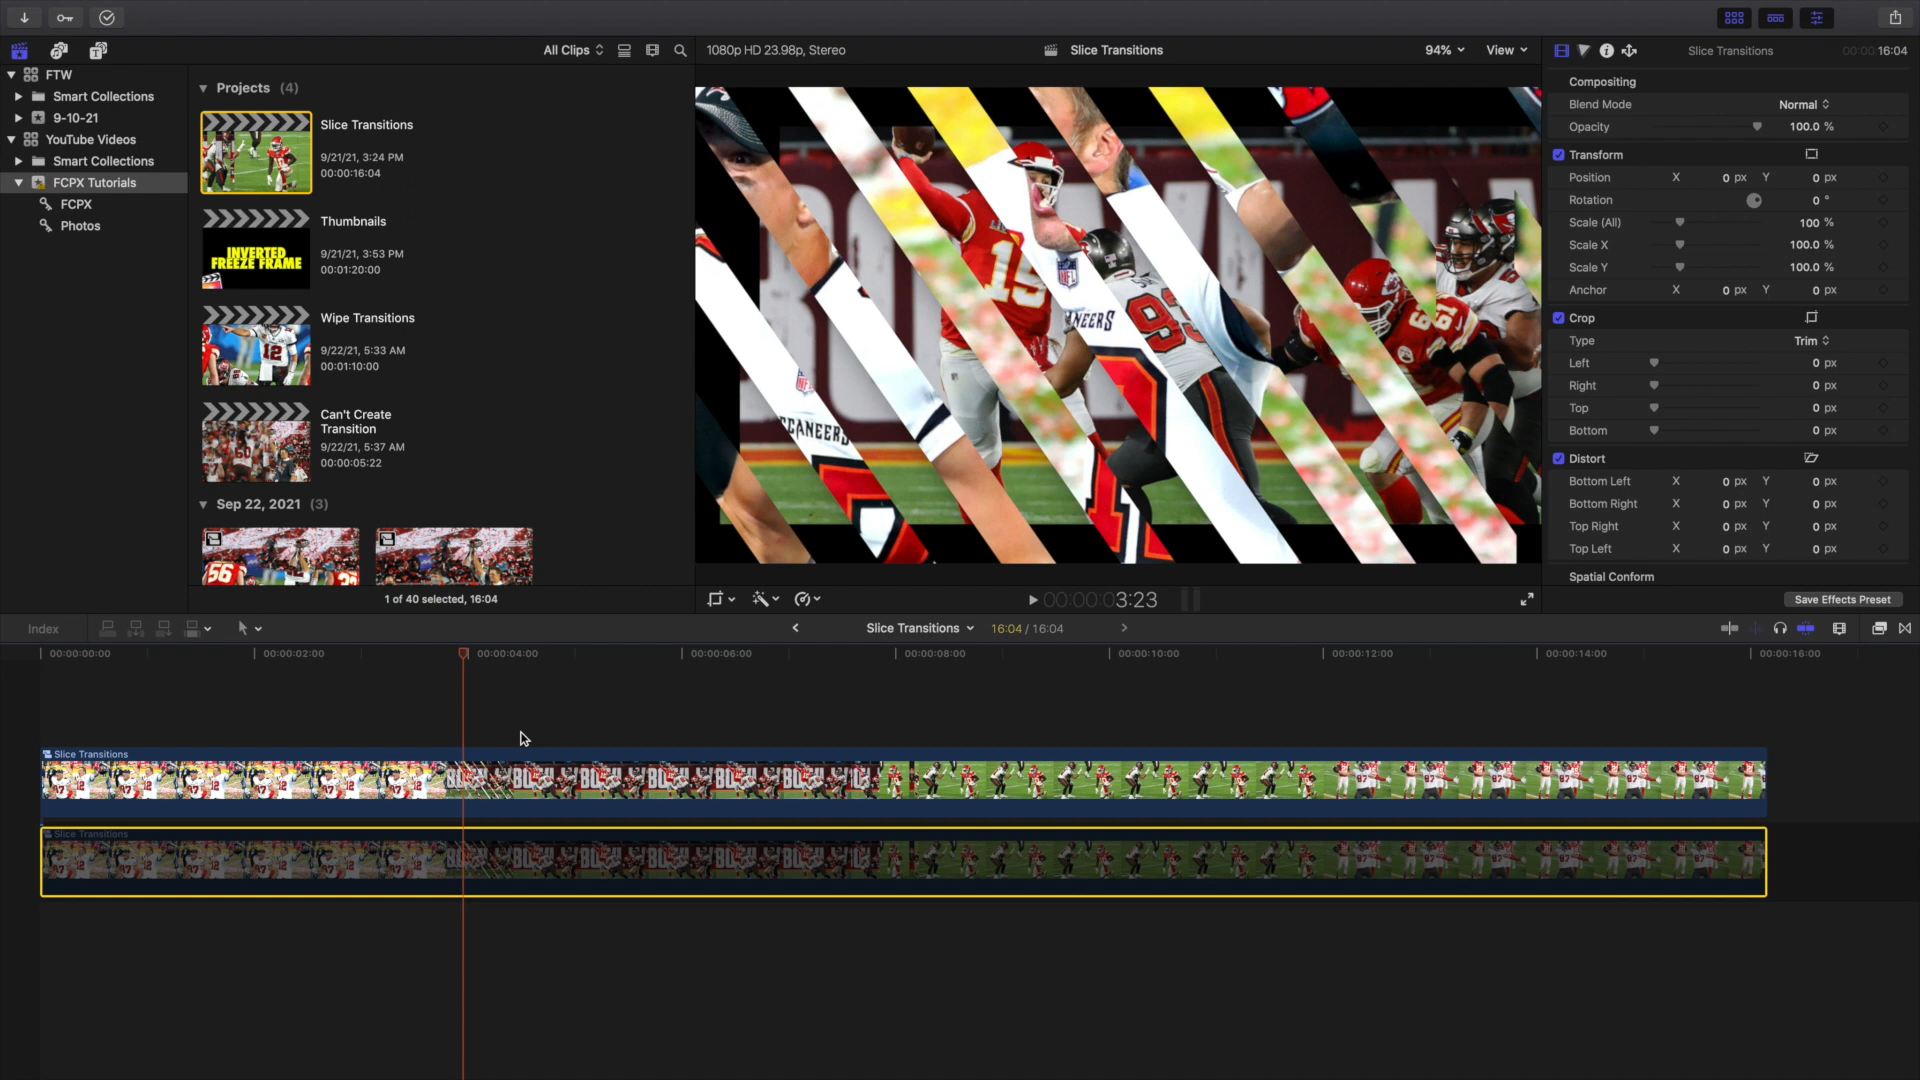 All Clips
1080p HD 23.98p, Stereo
Slice Transitions
94%
View
Slice Transitions
00:00:16:04
FTW
Smart Collections
9-10-21
YouTube Videos
Smart Collections
FCPX Tutorials
FCPX
Photos
Projects (4)
Slice Transitions
9/21/21, 3:24 PM
00:00:16:04
Thumbnails
9/21/21, 3:53 PM
00:01:20:00
INVERTED
FREEZE FRAME
Wipe Transitions
9/22/21, 5:33 AM
00:01:10:00
12
Can't Create
Transition
9/22/21, 5:37 AM
00:00:05:22
Sep 22, 2021 (3)
56
1 of 40 selected, 16:04
15
NFL
93
61
CANEERS
NEERS
Compositing
Blend Mode Normal
Opacity 100.0 %
Transform
Position X 0 px Y 0 px
Rotation 0 °
Scale (All) 100 %
Scale X 100.0 %
Scale Y 100.0 %
Anchor X 0 px Y 0 px
Crop
Type Trim
Left 0 px
Right 0 px
Top 0 px
Bottom 0 px
Distort
Bottom Left X 0 px Y 0 px
Bottom Right X 0 px Y 0 px
Top Right X 0 px Y 0 px
Top Left X 0 px Y 0 px
Spatial Conform
00:00:03:23
Save Effects Preset
Index
Slice Transitions
16:04 / 16:04
00:00:00:00
00:00:02:00
00:00:04:00
00:00:06:00
00:00:08:00
00:00:10:00
00:00:12:00
00:00:14:00
00:00:16:00
Slice Transitions
Slice Transitions